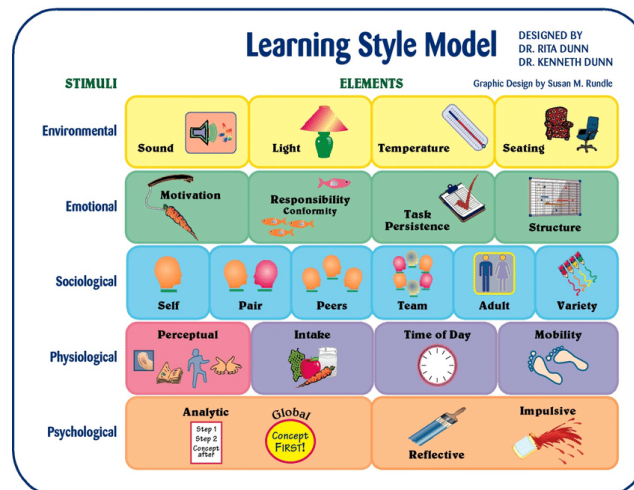 Learning Style Model
DESIGNED BY
DR. RITA DUNN
DR. KENNETH DUNN
STIMULI
ELEMENTS
Graphic Design by Susan M. Rundle
Environmental
Sound
Light
Temperature
Seating
Emotional
Motivation
Responsibility
Conformity
Task
Persistence
Structure
Sociological
Self
Pair
Peers
Team
Adult
Variety
Physiological
Perceptual
Intake
Time of Day
Mobility
Psychological
Analytic
Step 1
Step 2
Concept
after
Global
Concept
FIRST!
Reflective
Impulsive